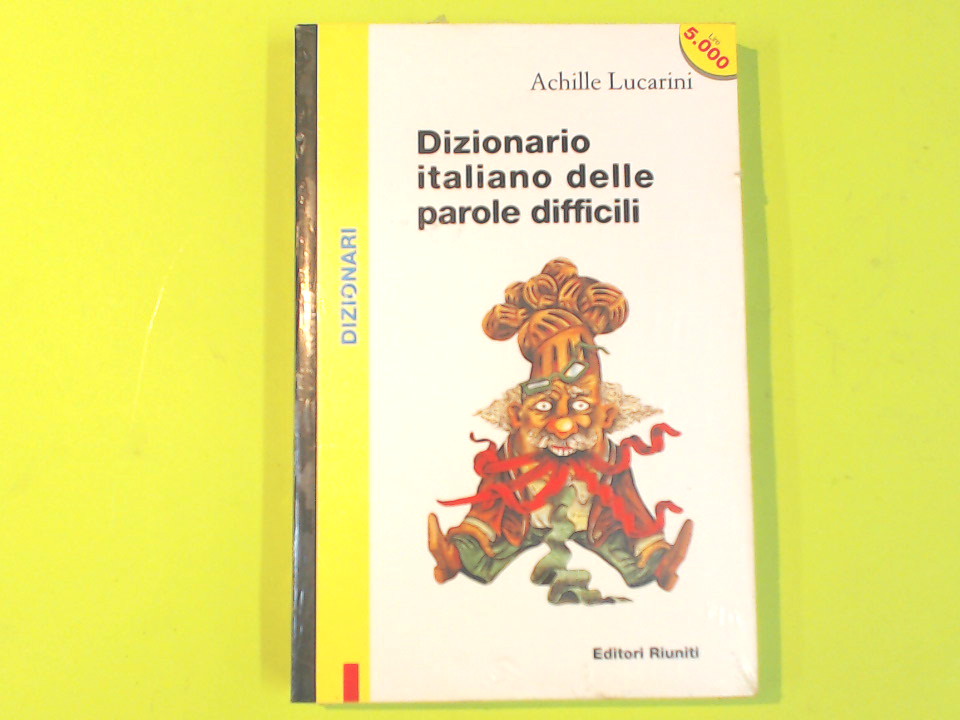 Lire
5.000
Achille Lucarini
Dizionario
italiano delle
parole difficili
DIZIONARI
Editori Riuniti